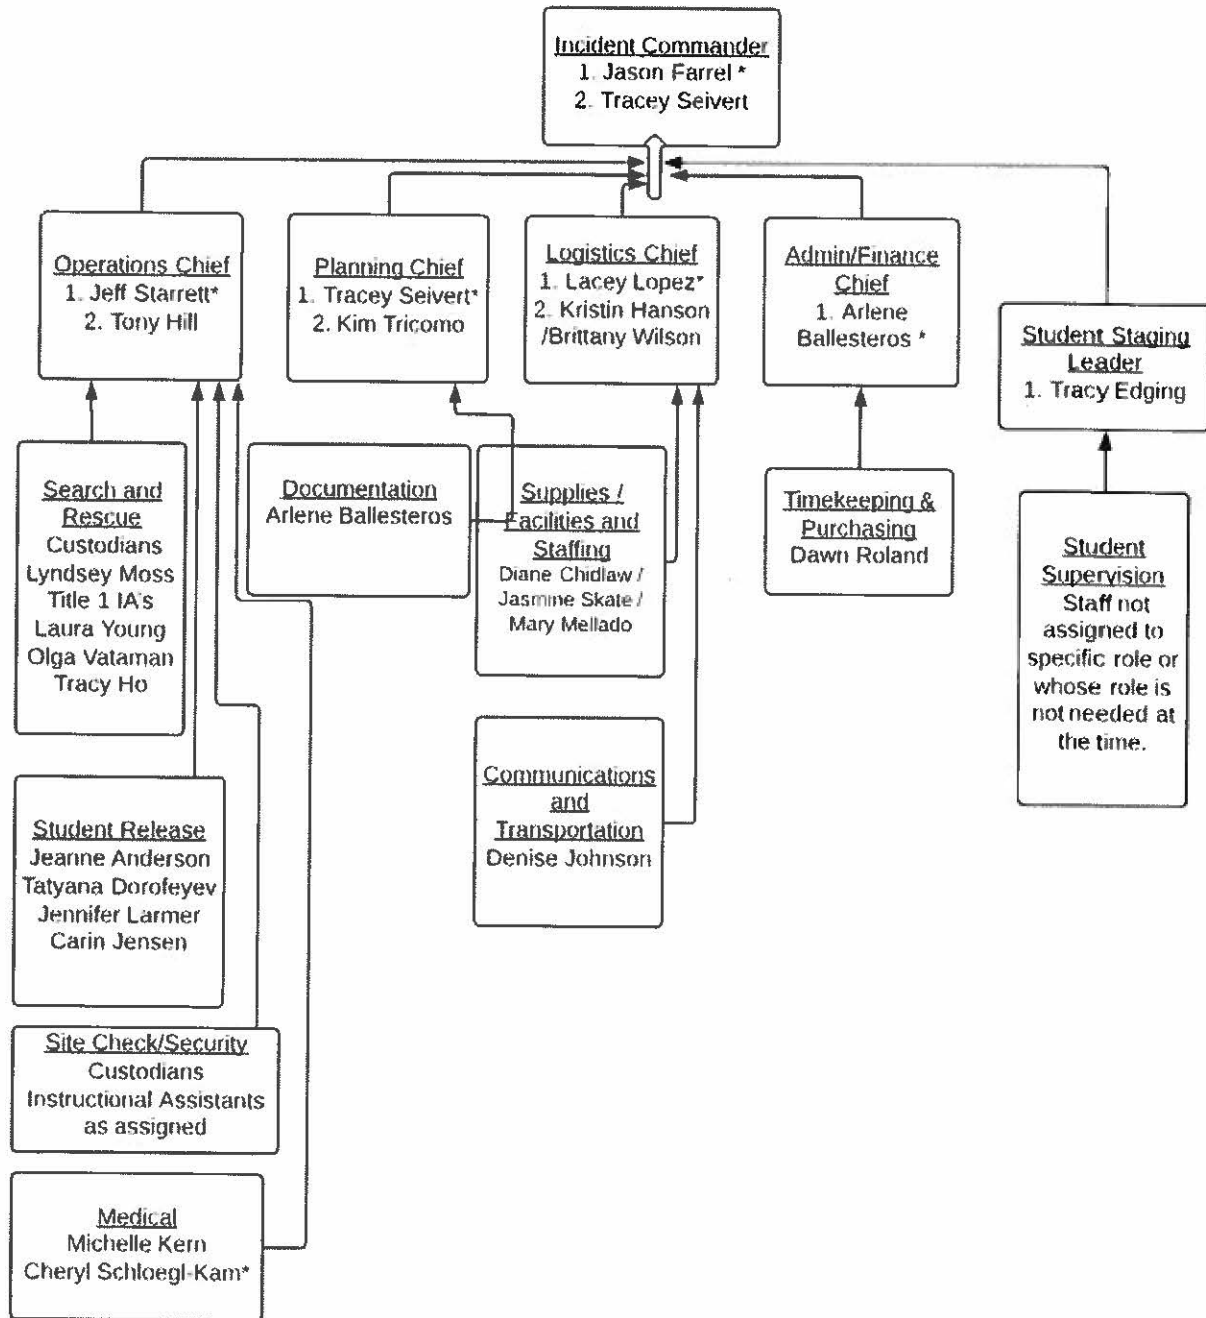 Incident Commander
1. Jason Farrel *
2. Tracey Seivert
Operations Chief
1. Jeff Starrett*
2. Tony Hill
Planning Chief
1. Tracey Seivert*
2. Kim Tricomo
Logistics Chief
1. Lacey Lopez*
2. Kristin Hanson
/Brittany Wilson
Admin/Finance
Chief
1. Arlene
Ballesteros *
Student Staging
Leader
1. Tracy Edging
Search and
Rescue
Custodians
Lyndsey Moss
Title 1 IA's
Laura Young
Olga Vataman
Tracy Ho
Documentation
Arlene Ballesteros
Supplies /
Facilities and
Staffing
Diane Chidlaw /
Jasmine Skate /
Mary Mellado
Timekeeping &
Purchasing
Dawn Roland
Student
Supervision
Staff not
assigned to
specific role or
whose role is
not needed at
the time.
Student Release
Jeanne Anderson
Tatyana Dorofeyev
Jennifer Larmer
Carin Jensen
Communications
and
Transportation
Denise Johnson
Site Check/Security
Custodians
Instructional Assistants
as assigned
Medical
Michelle Kern
Cheryl Schloegl-Kam*